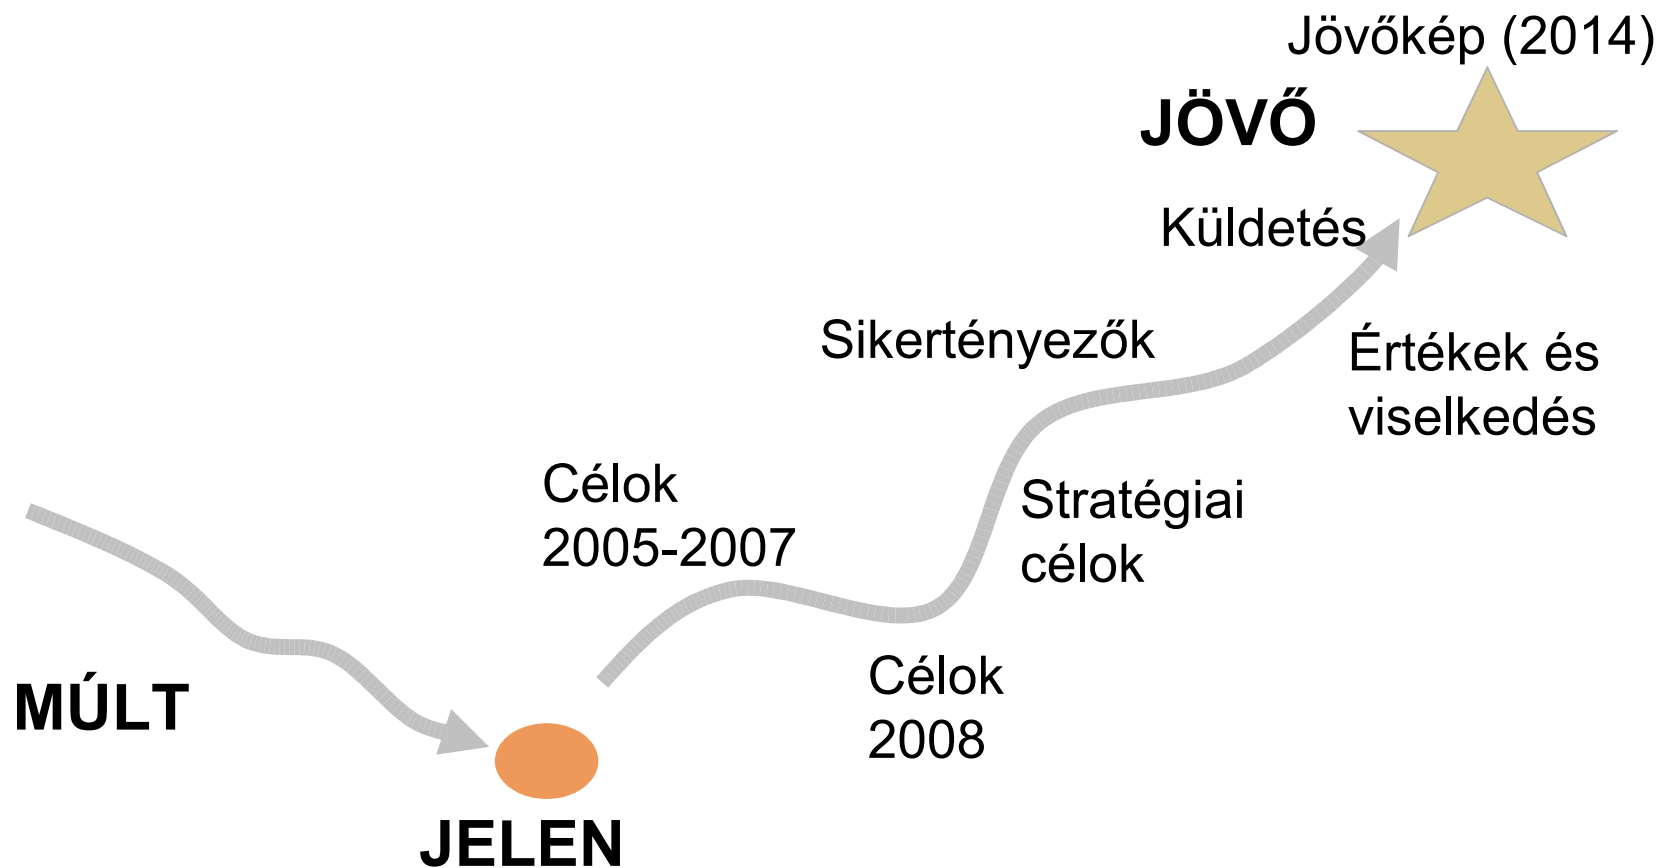 Jövőkép (2014)
JÖVŐ
Küldetés
Sikertényezők
Értékek és
viselkedés
Célok
2005-2007
Stratégiai
célok
Célok
2008
MÚLT
JELEN